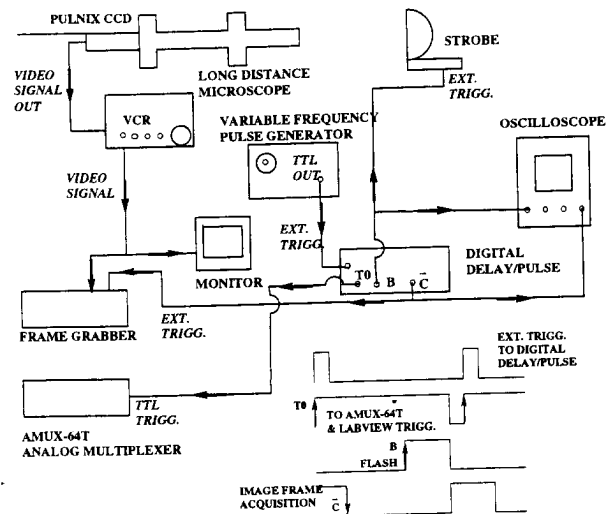 PULNIX CCD
STROBE
VIDEO
SIGNAL
OUT
LONG DISTANCE
MICROSCOPE
EXT.
TRIGG.
VCR
VARIABLE FREQUENCY
PULSE GENERATOR
OSCILLOSCOPE
TTL
OUT
VIDEO
SIGNAL
EXT.
TRIGG.
T0
B
C̄
DIGITAL
DELAY/PULSE
MONITOR
FRAME GRABBER
EXT.
TRIGG.
EXT. TRIGG.
TO DIGITAL
DELAY/PULSE
TTL
TRIGG.
AMUX-64T
ANALOG MULTIPLEXER
T0
TO AMUX-64T
& LABVIEW TRIGG.
B
FLASH
IMAGE FRAME
ACQUISITION
C̄